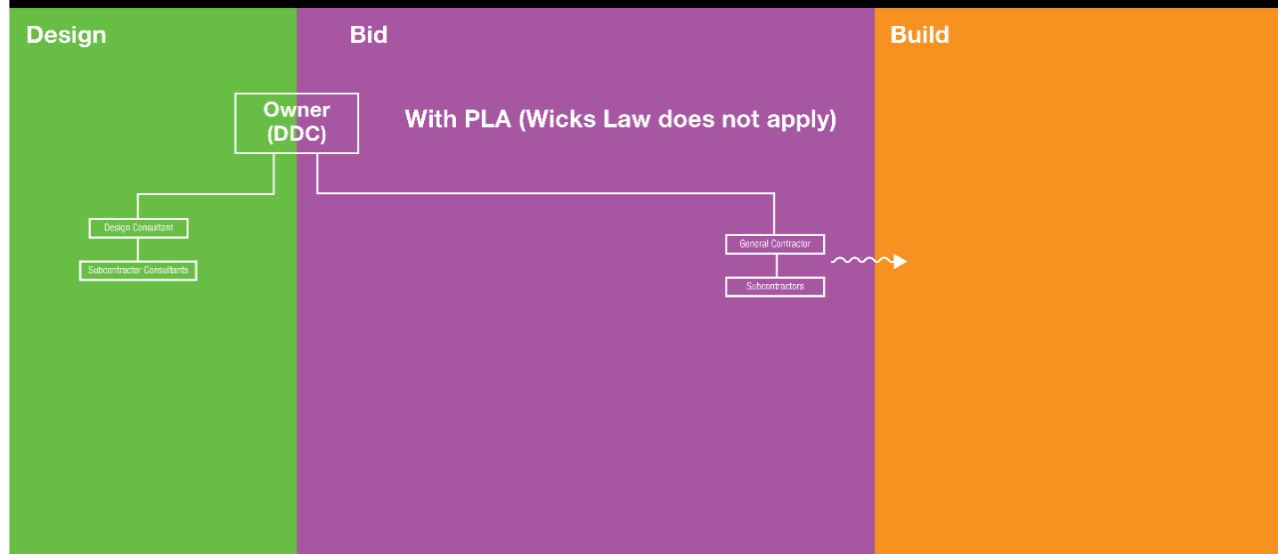 Design
Bid
Build
Owner
(DDC)
With PLA (Wicks Law does not apply)
Design Consultant
Subcontractor Consultants
General Contractor
Subcontractors